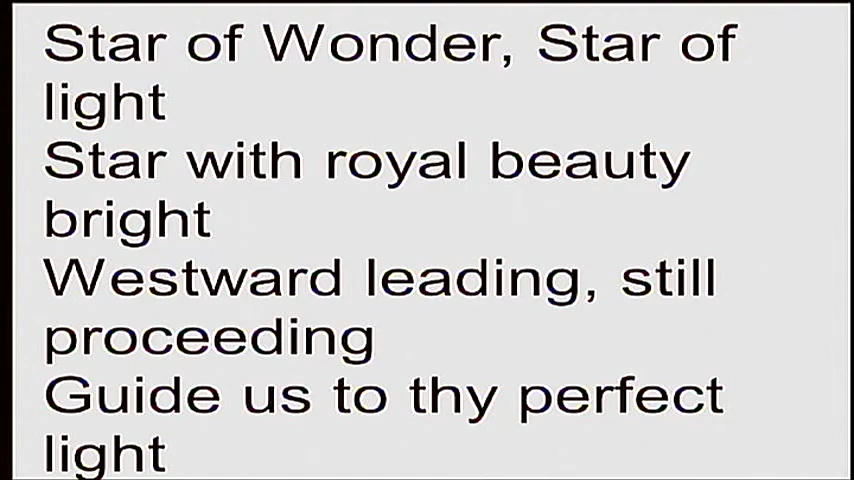 Star of Wonder, Star of
light
Star with royal beauty
bright
Westward leading, still
proceeding
Guide us to thy perfect
light